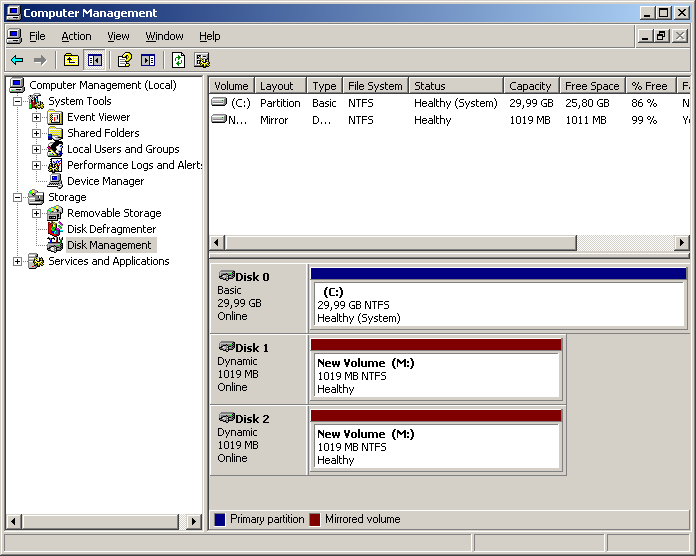 Computer Management
File Action View Window Help
Computer Management (Local)
System Tools
Event Viewer
Shared Folders
Local Users and Groups
Performance Logs and Alerts
Device Manager
Storage
Removable Storage
Disk Defragmenter
Disk Management
Services and Applications
Volume Layout Type File System Status Capacity Free Space % Free Fa
(C:) Partition Basic NTFS Healthy (System) 29,99 GB 25,80 GB 86 % N
N... Mirror D... NTFS Healthy 1019 MB 1011 MB 99 % Ye
Disk 0
Basic
29,99 GB
Online
(C:)
29,99 GB NTFS
Healthy (System)
Disk 1
Dynamic
1019 MB
Online
New Volume (M:)
1019 MB NTFS
Healthy
Disk 2
Dynamic
1019 MB
Online
New Volume (M:)
1019 MB NTFS
Healthy
Primary partition Mirrored volume